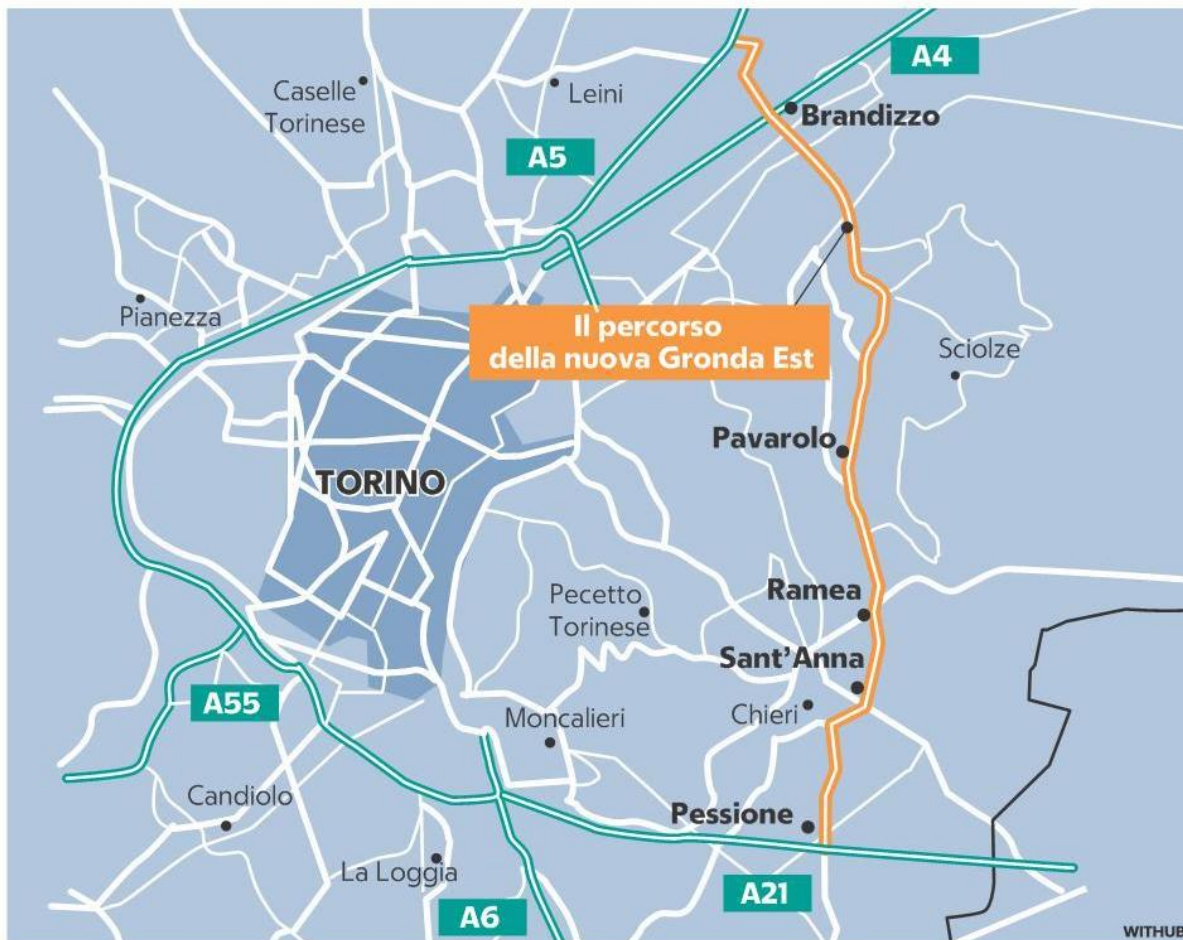 A4
Caselle
Torinese
Leini
Brandizzo
A5
Pianezza
Il percorso
della nuova Gronda Est
Sciolze
Pavarolo
TORINO
Pecetto
Torinese
Ramea
Sant'Anna
A55
Moncalieri
Chieri
Candiolo
Pessione
La Loggia
A6
A21
WITHUB